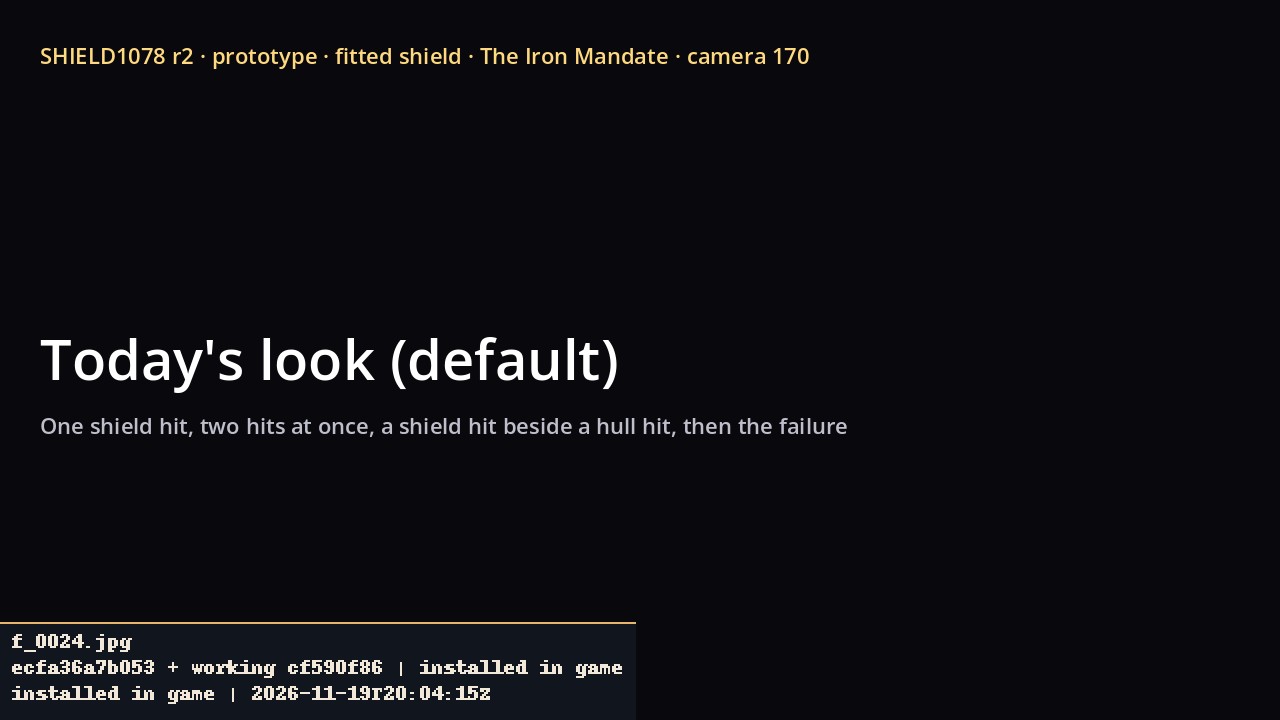 SHIELD1078 r2 · prototype · fitted shield · The Iron Mandate · camera 170
Today's look (default)
One shield hit, two hits at once, a shield hit beside a hull hit, then the failure
f_0024.jpg
ecfa36a7b053 + working cf590f86 | installed in game
installed in game | 2026-11-19T20:04:15Z